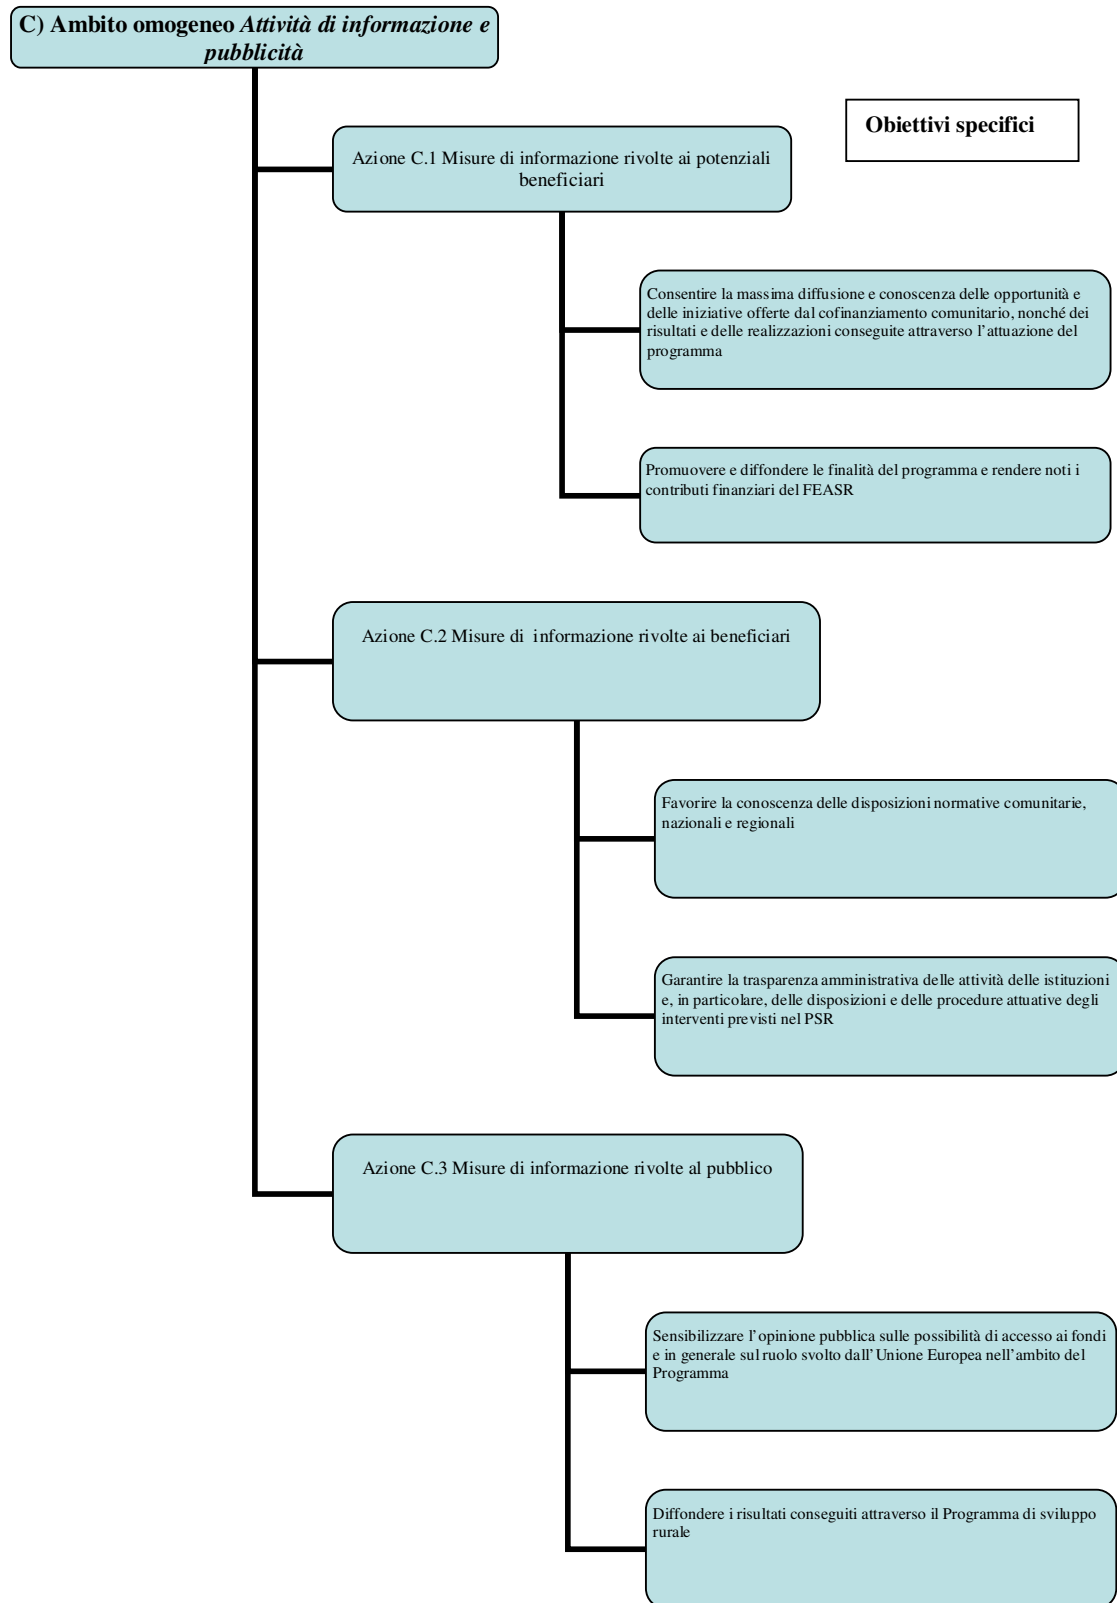 C) Ambito omogeneo Attività di informazione e
pubblicità
Obiettivi specifici
Azione C.1 Misure di informazione rivolte ai potenziali
beneficiari
Consentire la massima diffusione e conoscenza delle opportunità e
delle iniziative offerte dal cofinanziamento comunitario, nonché dei
risultati e delle realizzazioni conseguite attraverso l'attuazione del
programma
Promuovere e diffondere le finalità del programma e rendere noti i
contributi finanziari del FEASR
Azione C.2 Misure di informazione rivolte ai beneficiari
Favorire la conoscenza delle disposizioni normative comunitarie,
nazionali e regionali
Garantire la trasparenza amministrativa delle attività delle istituzioni
e, in particolare, delle disposizioni e delle procedure attuative degli
interventi previsti nel PSR
Azione C.3 Misure di informazione rivolte al pubblico
Sensibilizzare l'opinione pubblica sulle possibilità di accesso ai fondi
e in generale sul ruolo svolto dall'Unione Europea nell'ambito del
Programma
Diffondere i risultati conseguiti attraverso il Programma di sviluppo
rurale